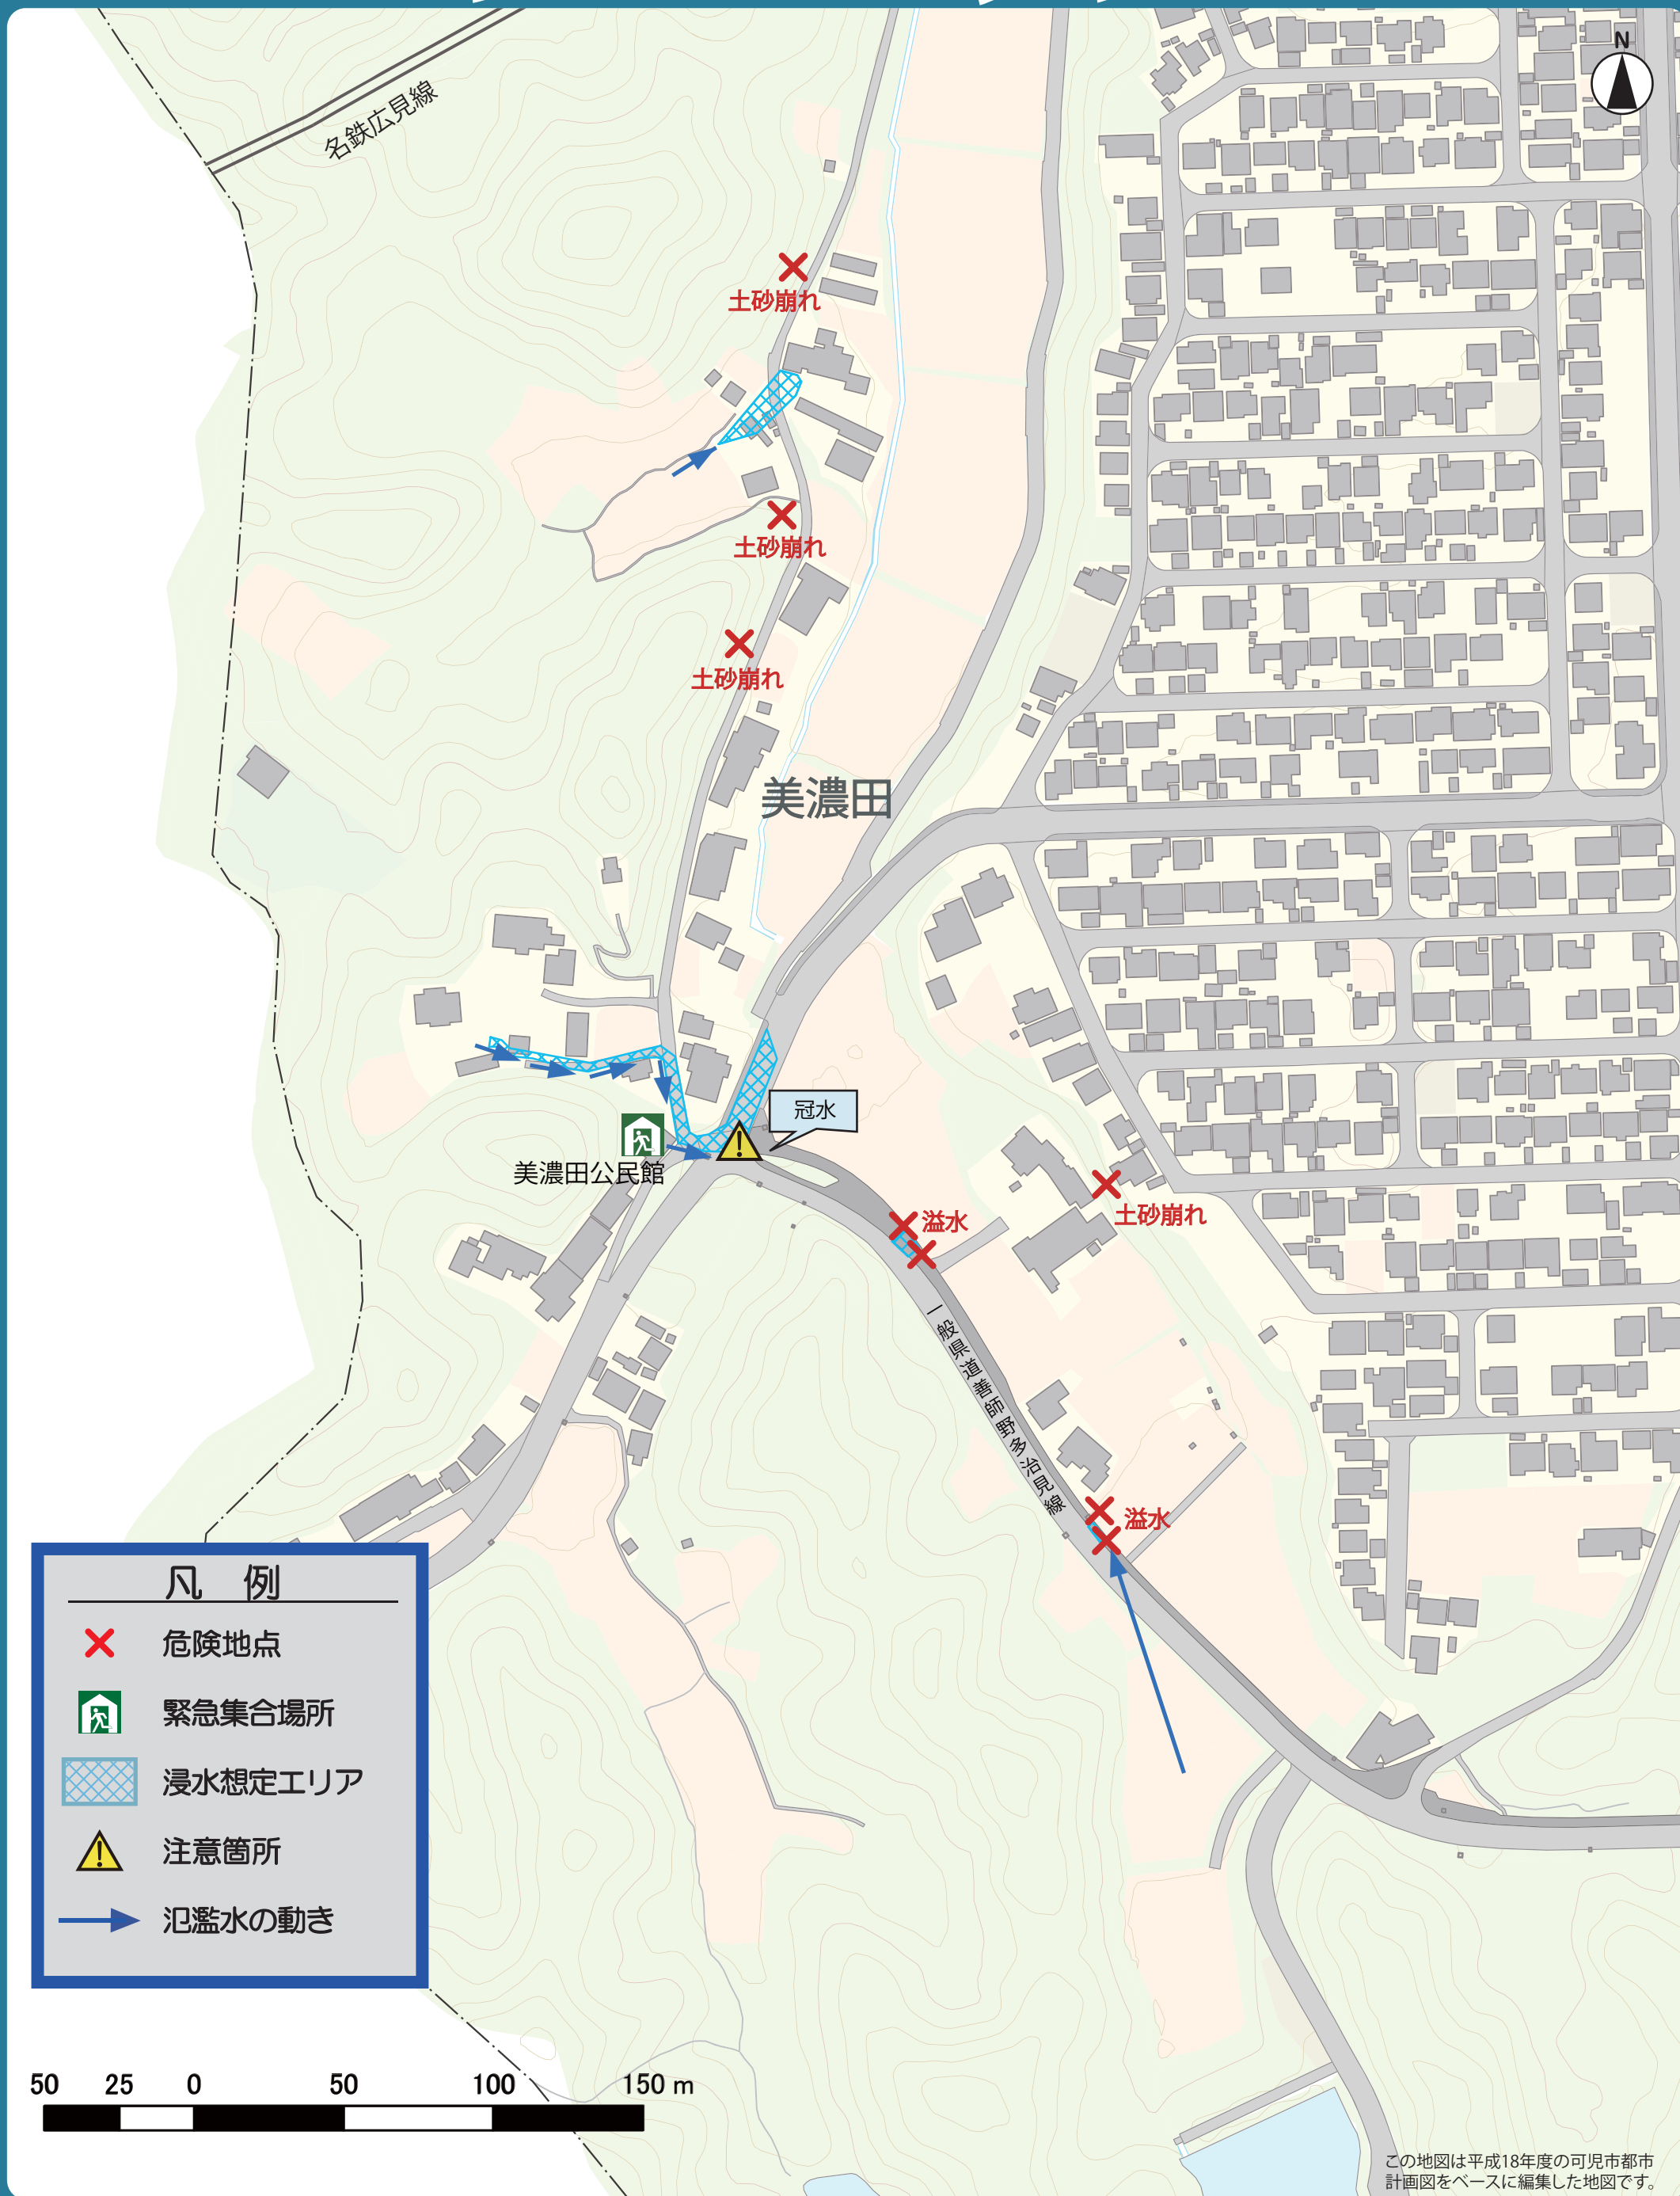 N
名鉄広見線
土砂崩れ
土砂崩れ
土砂崩れ
美濃田
冠水
美濃田公民館
土砂崩れ
溢水
一般県道善師野多治見線
溢水
凡 例
危険地点
緊急集合場所
浸水想定エリア
注意箇所
氾濫水の動き
50 25 0 50 100 150 m
この地図は平成18年度の可児市都市
計画図をベースに編集した地図です。